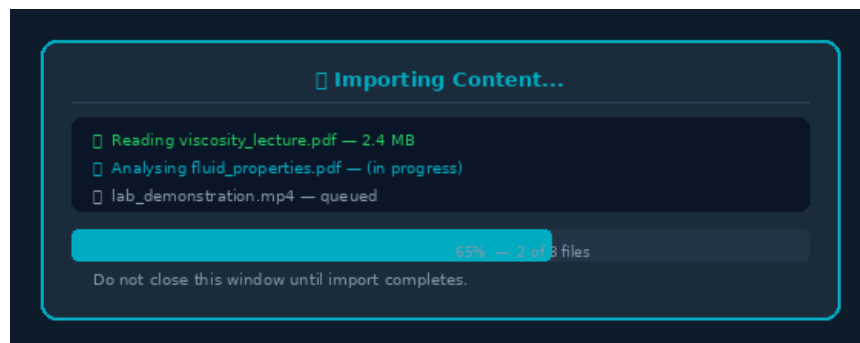 Importing Content...
Reading viscosity_lecture.pdf — 2.4 MB
Analysing fluid_properties.pdf — (in progress)
lab_demonstration.mp4 — queued
65% — 2 of 3 files
Do not close this window until import completes.